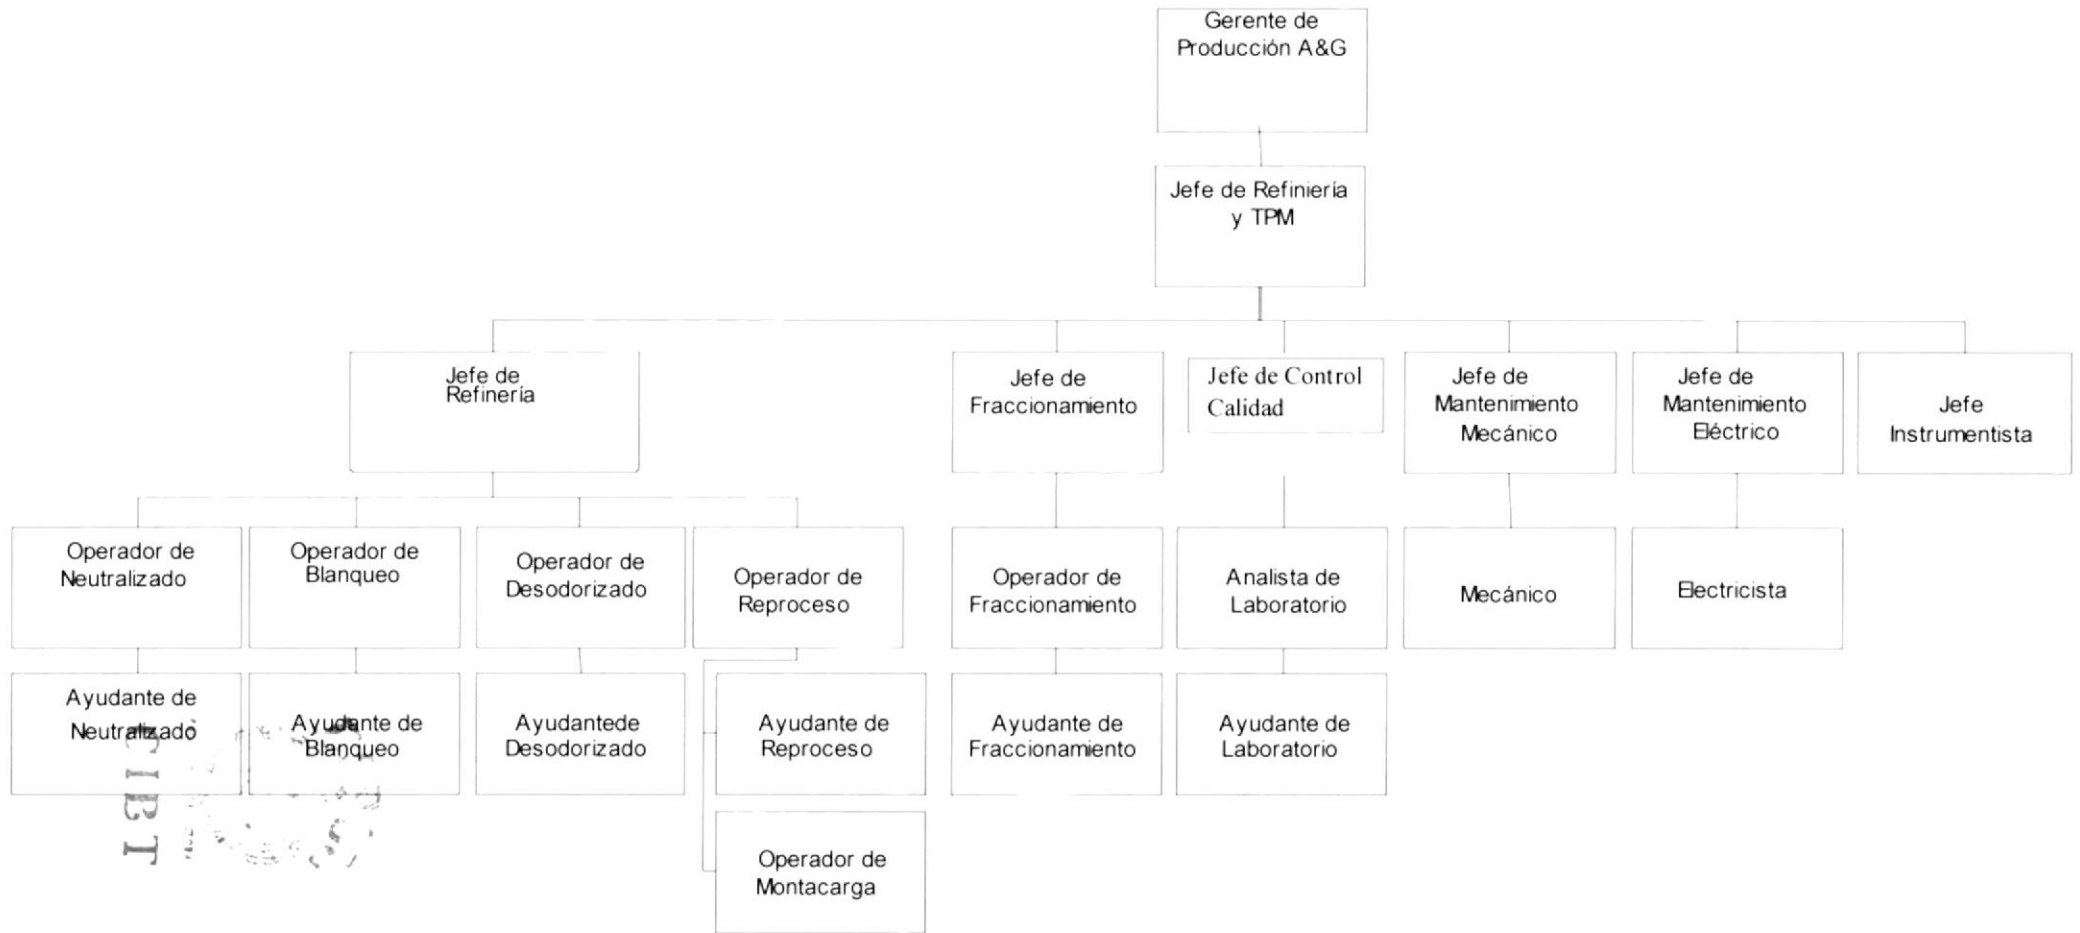 Gerente de
Producción A&G
Jefe de Refiniería
y TPM
Jefe de
Refinería
Jefe de
Fraccionamiento
Jefe de Control
Calidad
Jefe de
Mantenimiento
Mecánico
Jefe de
Mantenimiento
Eléctrico
Jefe
Instrumentista
Operador de
Neutralizado
Operador de
Blanqueo
Operador de
Desodorizado
Operador de
Reproceso
Operador de
Fraccionamiento
Analista de
Laboratorio
Mecánico
Electricista
Ayudante de
Neutralizado
Ayudante de
Blanqueo
Ayudantede
Desodorizado
Ayudante de
Reproceso
Ayudante de
Fraccionamiento
Ayudante de
Laboratorio
Operador de
Montacarga
CIBT